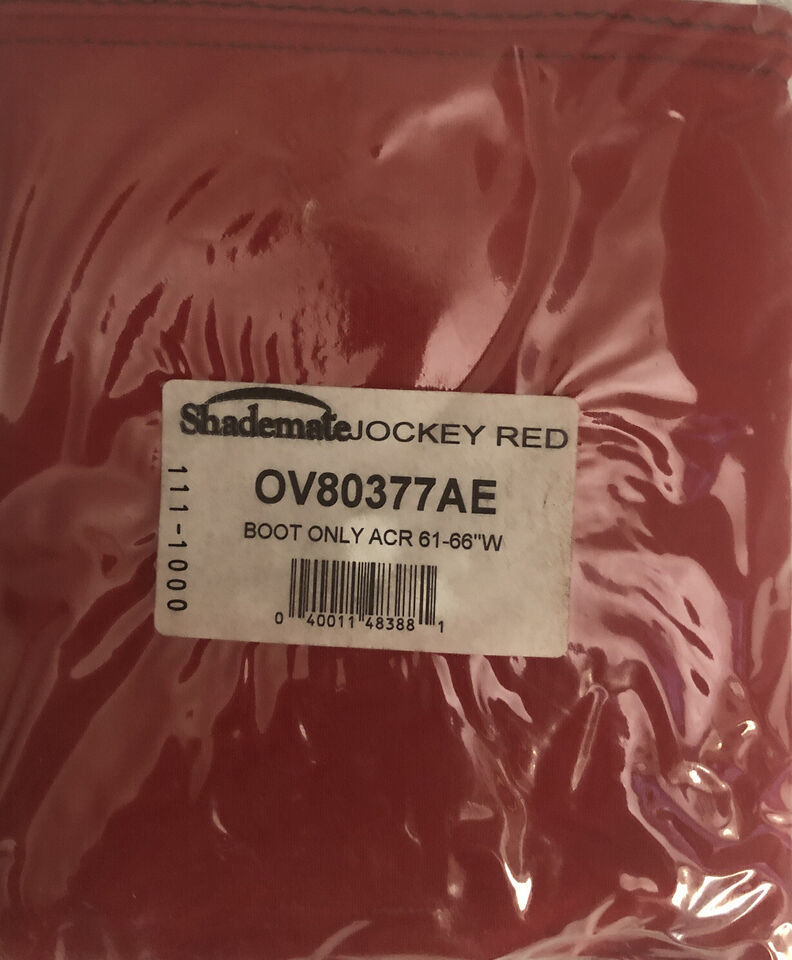 Shademate JOCKEY RED
OV80377AE
BOOT ONLY ACR 61-66"W
0 40011 48388 1
111-1000